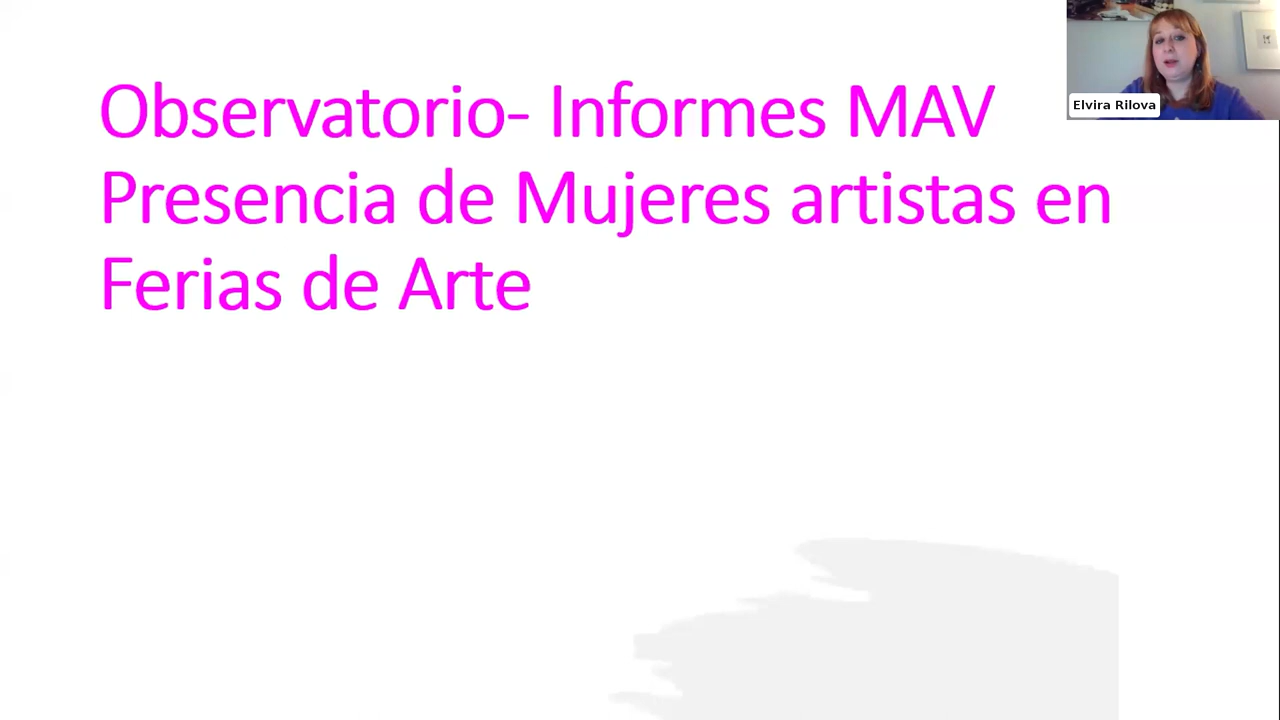 Observatorio- Informes MAV
Presencia de Mujeres artistas en
Ferias de Arte
Elvira Rilova